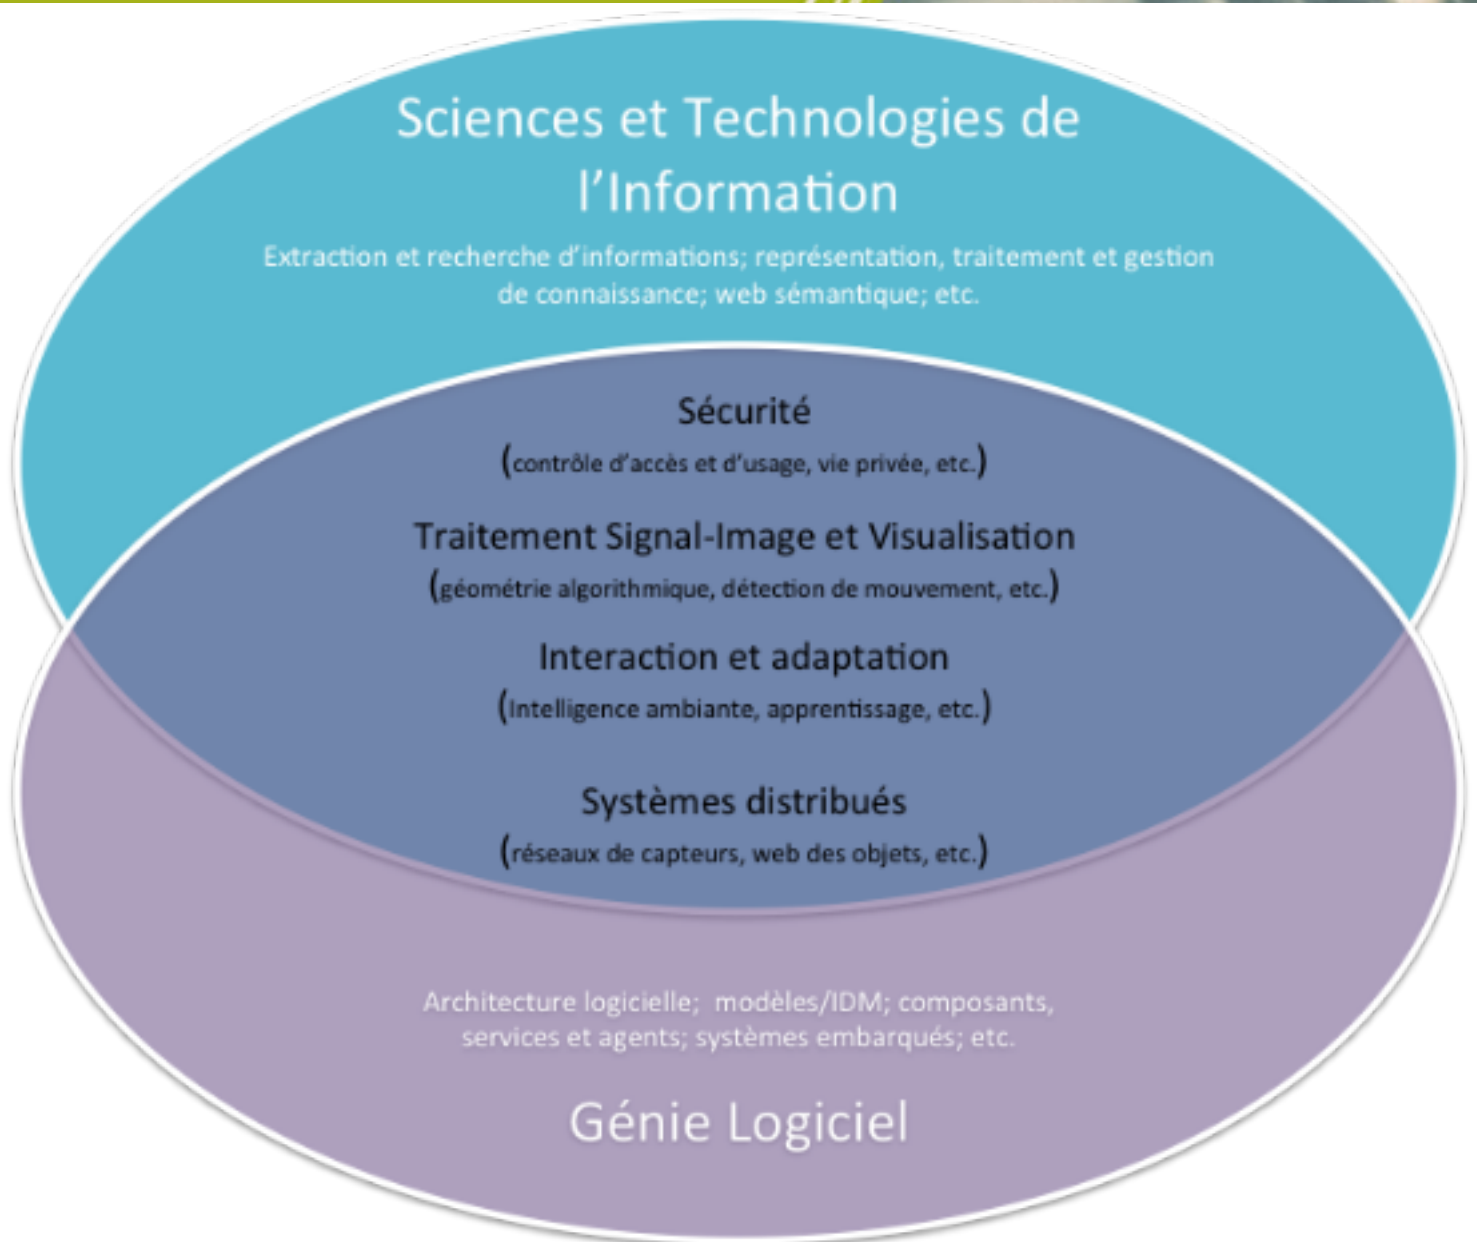 Sciences et Technologies de
l’Information
Extraction et recherche d’informations; représentation, traitement et gestion
de connaissance; web sémantique; etc.
Sécurité
(contrôle d’accès et d’usage, vie privée, etc.)
Traitement Signal-Image et Visualisation
(géométrie algorithmique, détection de mouvement, etc.)
Interaction et adaptation
(Intelligence ambiante, apprentissage, etc.)
Systèmes distribués
(réseaux de capteurs, web des objets, etc.)
Architecture logicielle; modèles/IDM; composants,
services et agents; systèmes embarqués; etc.
Génie Logiciel